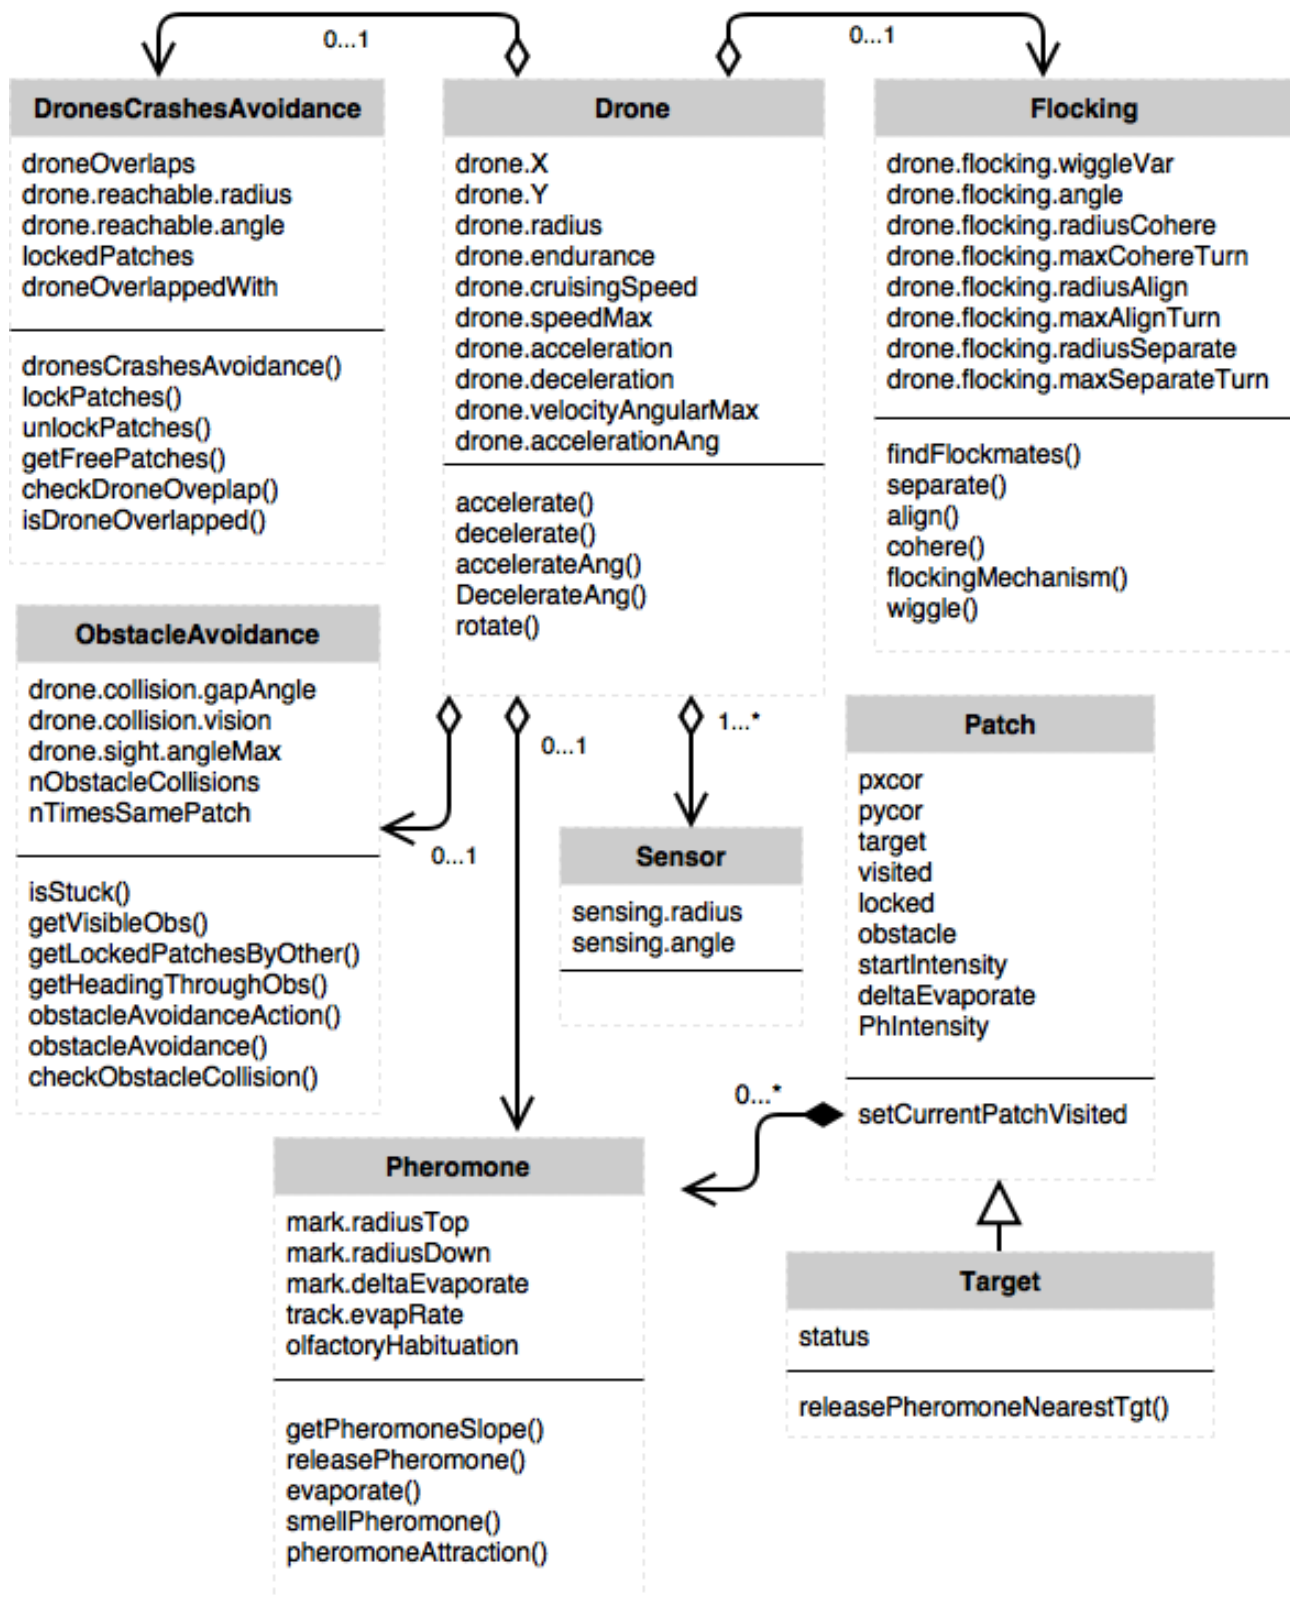 0...1
0...1
DronesCrashesAvoidance
droneOverlaps
drone.reachable.radius
drone.reachable.angle
lockedPatches
droneOverlappedWith
dronesCrashesAvoidance()
lockPatches()
unlockPatches()
getFreePatches()
checkDroneOveplap()
isDroneOverlapped()
Drone
drone.X
drone.Y
drone.radius
drone.endurance
drone.cruisingSpeed
drone.speedMax
drone.acceleration
drone.deceleration
drone.velocityAngularMax
drone.accelerationAng
accelerate()
decelerate()
accelerateAng()
DecelerateAng()
rotate()
Flocking
drone.flocking.wiggleVar
drone.flocking.angle
drone.flocking.radiusCohere
drone.flocking.maxCohereTurn
drone.flocking.radiusAlign
drone.flocking.maxAlignTurn
drone.flocking.radiusSeparate
drone.flocking.maxSeparateTurn
findFlockmates()
separate()
align()
cohere()
flockingMechanism()
wiggle()
ObstacleAvoidance
drone.collision.gapAngle
drone.collision.vision
drone.sight.angleMax
nObstacleCollisions
nTimesSamePatch
isStuck()
getVisibleObs()
getLockedPatchesByOther()
getHeadingThroughObs()
obstacleAvoidanceAction()
obstacleAvoidance()
checkObstacleCollision()
0...1
0...1
1...*
Sensor
sensing.radius
sensing.angle
Patch
pxcor
pycor
target
visited
locked
obstacle
startIntensity
deltaEvaporate
PhIntensity
setCurrentPatchVisited
0...*
Pheromone
mark.radiusTop
mark.radiusDown
mark.deltaEvaporate
track.evapRate
olfactoryHabituation
getPheromoneSlope()
releasePheromone()
evaporate()
smellPheromone()
pheromoneAttraction()
Target
status
releasePheromoneNearestTgt()